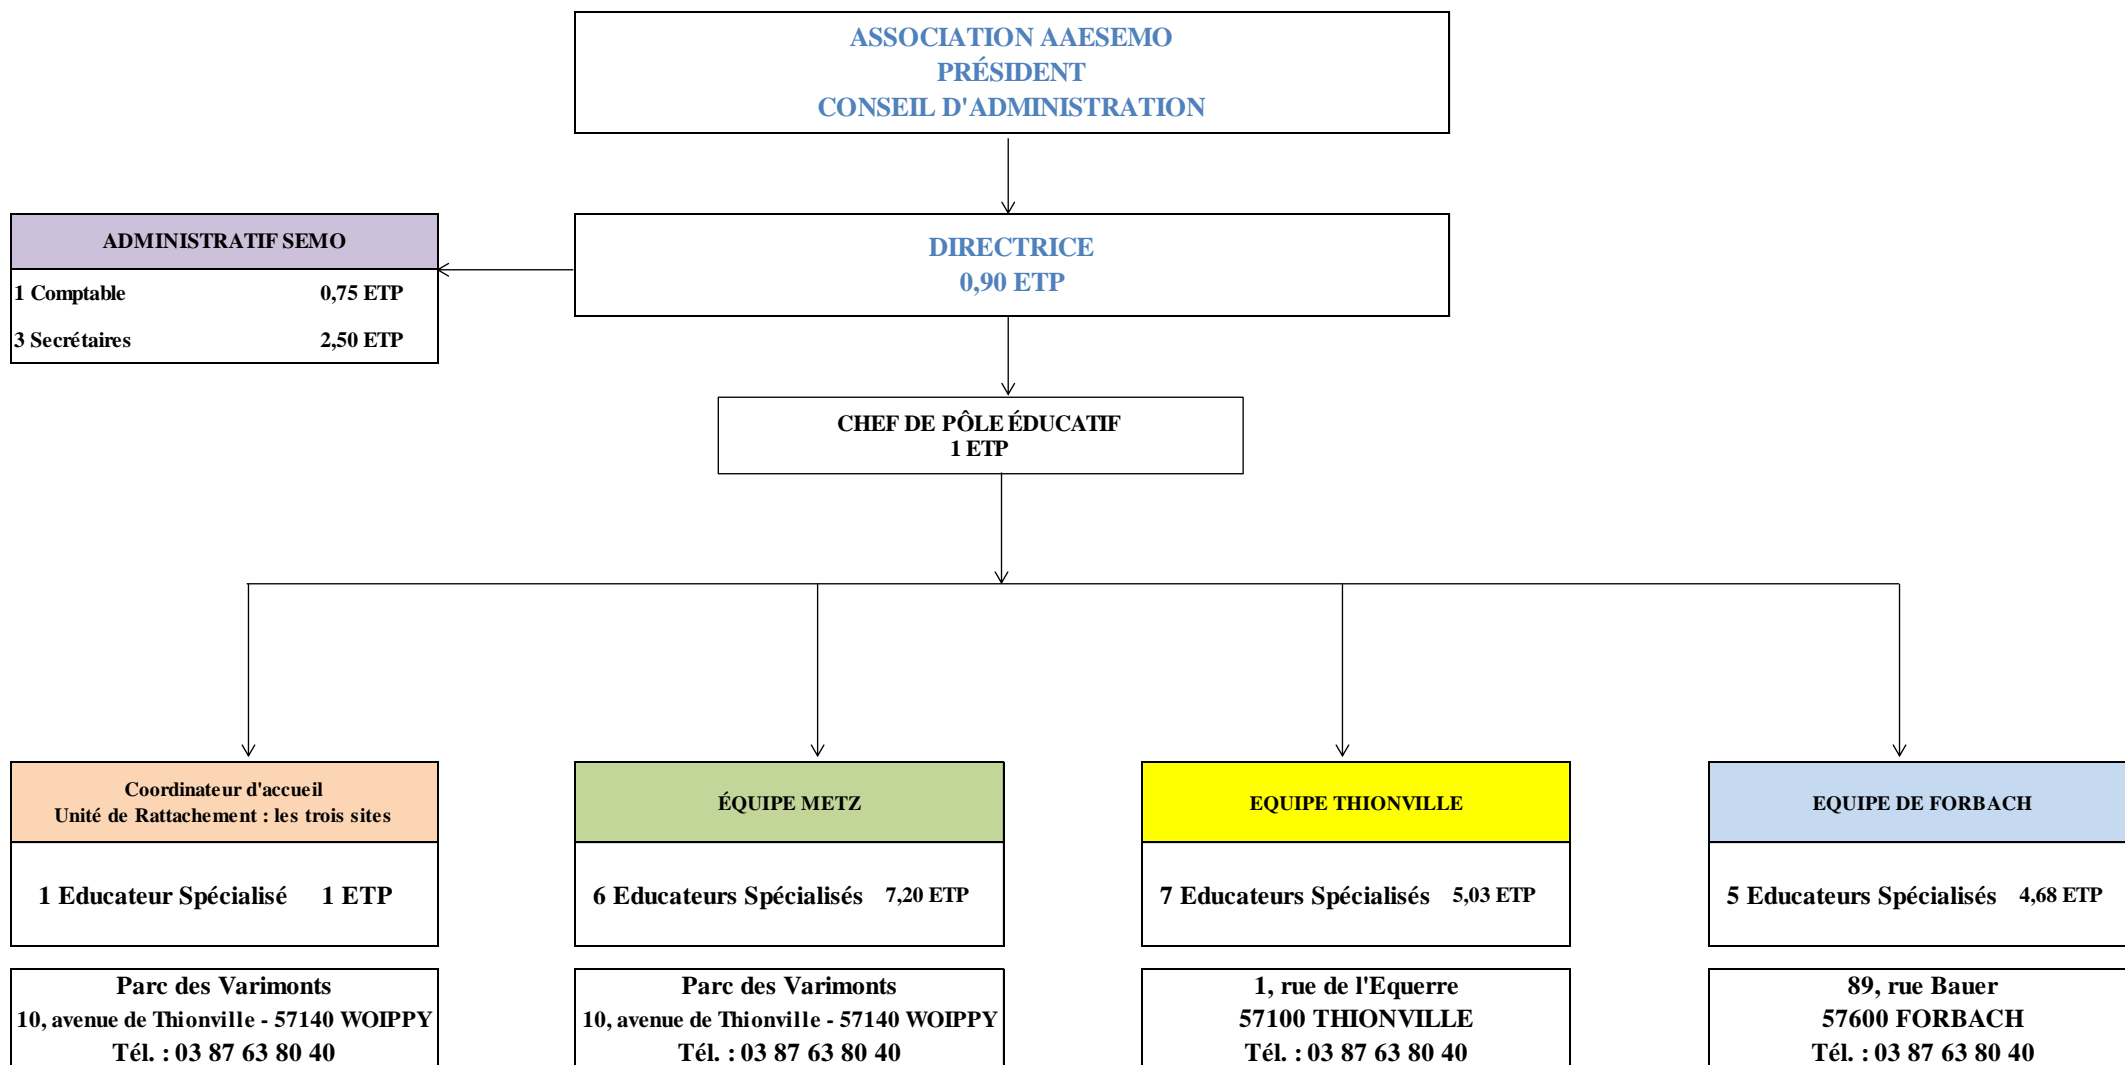 ASSOCIATION AAESEMO
PRÉSIDENT
CONSEIL D'ADMINISTRATION
ADMINISTRATIF SEMO
1 Comptable 0,75 ETP
3 Secrétaires 2,50 ETP
DIRECTRICE
0,90 ETP
CHEF DE PÔLE ÉDUCATIF
1 ETP
Coordinateur d'accueil
Unité de Rattachement : les trois sites
1 Educateur Spécialisé 1 ETP
Parc des Varimonts
10, avenue de Thionville - 57140 WOIPPY
Tél. : 03 87 63 80 40
ÉQUIPE METZ
6 Educateurs Spécialisés 7,20 ETP
Parc des Varimonts
10, avenue de Thionville - 57140 WOIPPY
Tél. : 03 87 63 80 40
EQUIPE THIONVILLE
7 Educateurs Spécialisés 5,03 ETP
1, rue de l'Equerre
57100 THIONVILLE
Tél. : 03 87 63 80 40
EQUIPE DE FORBACH
5 Educateurs Spécialisés 4,68 ETP
89, rue Bauer
57600 FORBACH
Tél. : 03 87 63 80 40